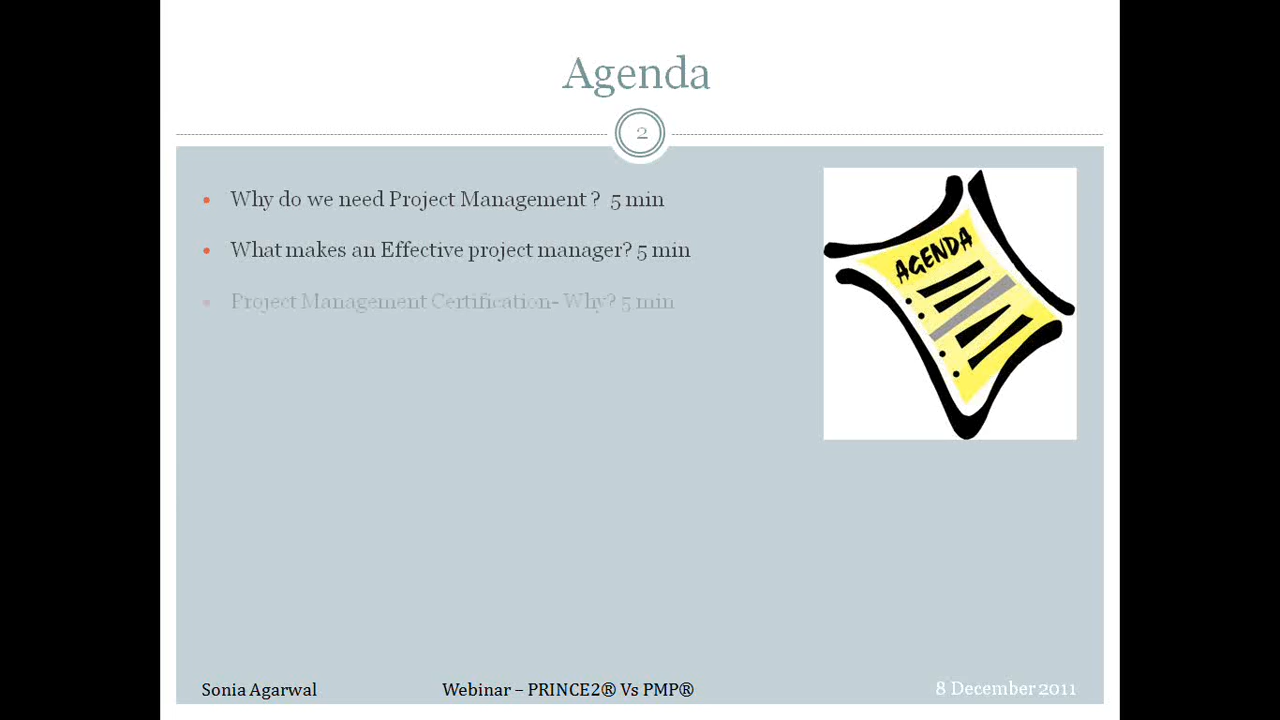 Agenda
2
• Why do we need Project Management ? 5 min
• What makes an Effective project manager? 5 min
• Project Management Certification- Why? 5 min
AGENDA
Sonia Agarwal
Webinar – PRINCE2® Vs PMP®
8 December 2011